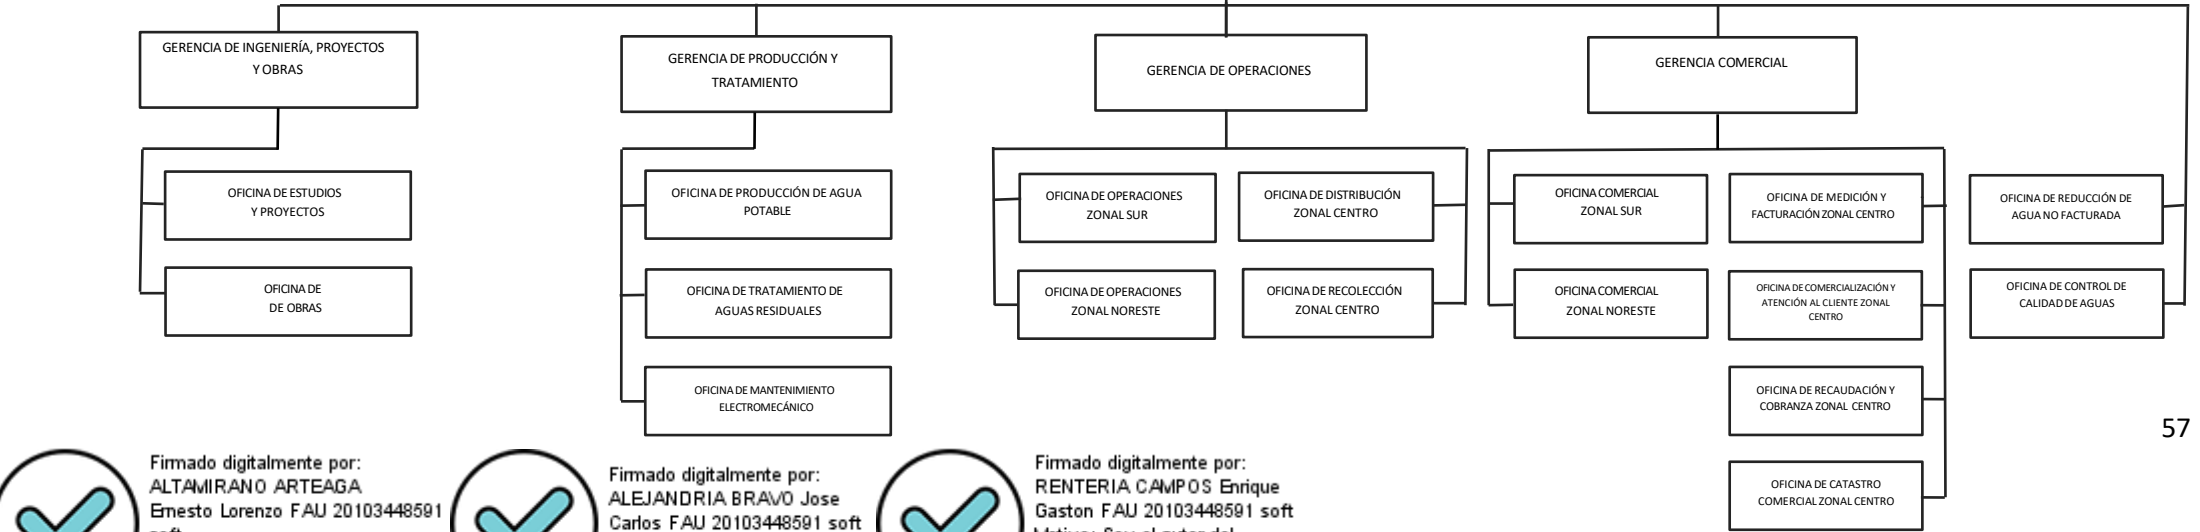 GERENCIA DE INGENIERÍA, PROYECTOS
Y OBRAS
GERENCIA DE PRODUCCIÓN Y
TRATAMIENTO
GERENCIA DE OPERACIONES
GERENCIA COMERCIAL
OFICINA DE ESTUDIOS
Y PROYECTOS
OFICINA DE
DE OBRAS
OFICINA DE PRODUCCIÓN DE AGUA
POTABLE
OFICINA DE TRATAMIENTO DE
AGUAS RESIDUALES
OFICINA DE MANTENIMIENTO
ELECTROMECÁNICO
OFICINA DE OPERACIONES
ZONAL SUR
OFICINA DE OPERACIONES
ZONAL NORESTE
OFICINA DE DISTRIBUCIÓN
ZONAL CENTRO
OFICINA DE RECOLECCIÓN
ZONAL CENTRO
OFICINA COMERCIAL
ZONAL SUR
OFICINA COMERCIAL
ZONAL NORESTE
OFICINA DE MEDICIÓN Y
FACTURACIÓN ZONAL CENTRO
OFICINA DE COMERCIALIZACIÓN Y
ATENCIÓN AL CLIENTE ZONAL
CENTRO
OFICINA DE RECAUDACIÓN Y
COBRANZA ZONAL CENTRO
OFICINA DE CATASTRO
COMERCIAL ZONAL CENTRO
OFICINA DE REDUCCIÓN DE
AGUA NO FACTURADA
OFICINA DE CONTROL DE
CALIDAD DE AGUAS
57
Firmado digitalmente por:
ALTAMIRANO ARTEAGA
Ernesto Lorenzo FAU 20103448591
Firmado digitalmente por:
ALEJANDRIA BRAVO Jose
Carlos FAU 20103448591 soft
Firmado digitalmente por:
RENTERIA CAMPOS Enrique
Gaston FAU 20103448591 soft